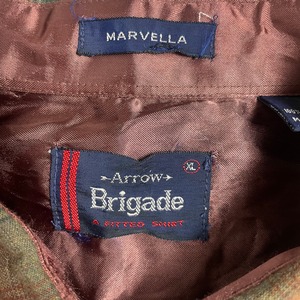 MARVELLA
Arrow
XL
Brigade
A FITTED SHIRT